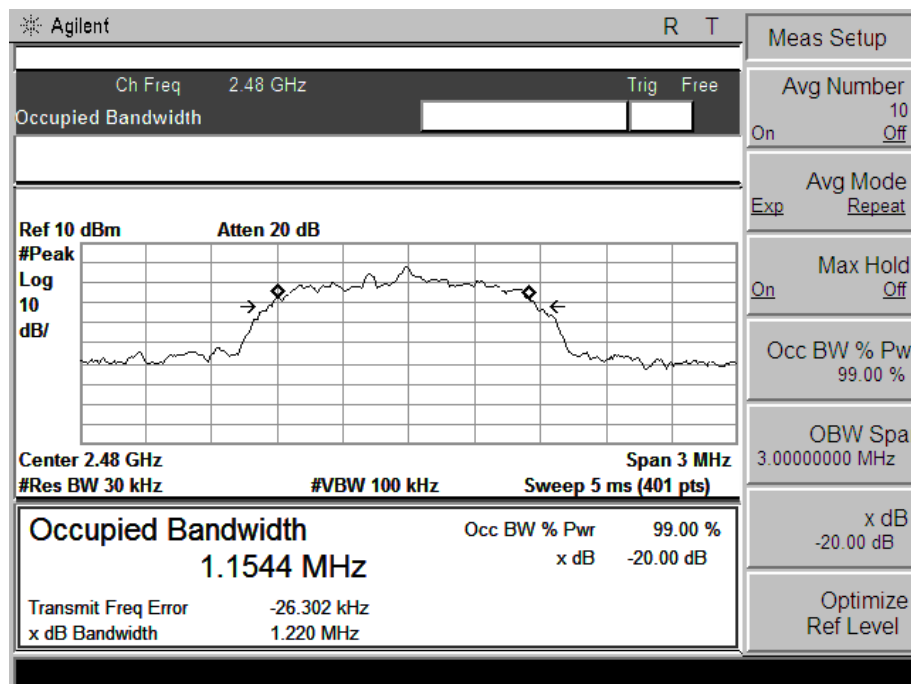 Agilent
R T
Ch Freq 2.48 GHz
Trig Free
Occupied Bandwidth
Ref 10 dBm
Atten 20 dB
#Peak
Log
10
dB/
Center 2.48 GHz
Span 3 MHz
#Res BW 30 kHz
#VBW 100 kHz
Sweep 5 ms (401 pts)
Occupied Bandwidth
1.1544 MHz
Occ BW % Pwr 99.00 %
x dB -20.00 dB
Transmit Freq Error -26.302 kHz
x dB Bandwidth 1.220 MHz
Meas Setup
Avg Number
10
On Off
Avg Mode
Exp Repeat
Max Hold
On Off
Occ BW % Pw
99.00 %
OBW Spa
3.00000000 MHz
x dB
-20.00 dB
Optimize
Ref Level